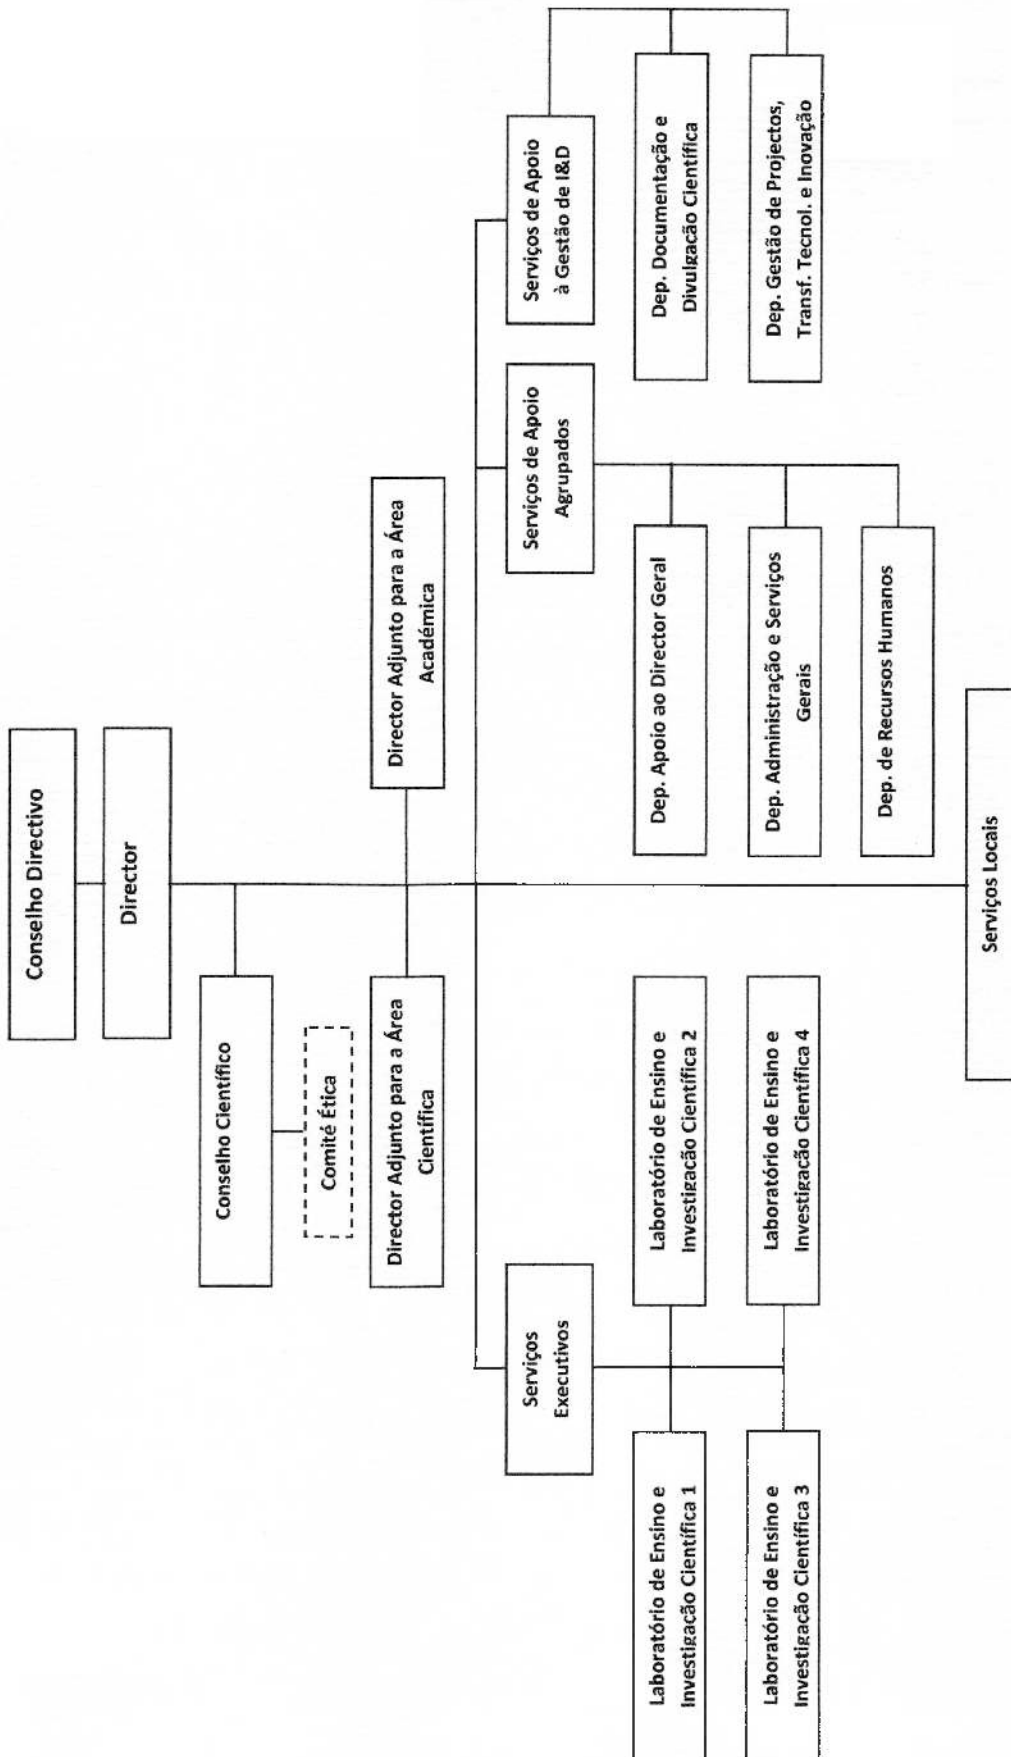 Conselho Directivo
Director
Conselho Científico
Comité Ética
Director Adjunto para a Área
Científica
Director Adjunto para a Área
Académica
Serviços
Executivos
Serviços de Apoio
Agrupados
Serviços de Apoio
à Gestão de I&D
Laboratório de Ensino e
Investigação Científica 1
Laboratório de Ensino e
Investigação Científica 2
Dep. Apoio ao Director Geral
Dep. Documentação e
Divulgação Científica
Laboratório de Ensino e
Investigação Científica 3
Laboratório de Ensino e
Investigação Científica 4
Dep. Administração e Serviços
Gerais
Dep. Gestão de Projectos,
Transf. Tecnol. e Inovação
Dep. de Recursos Humanos
Serviços Locais